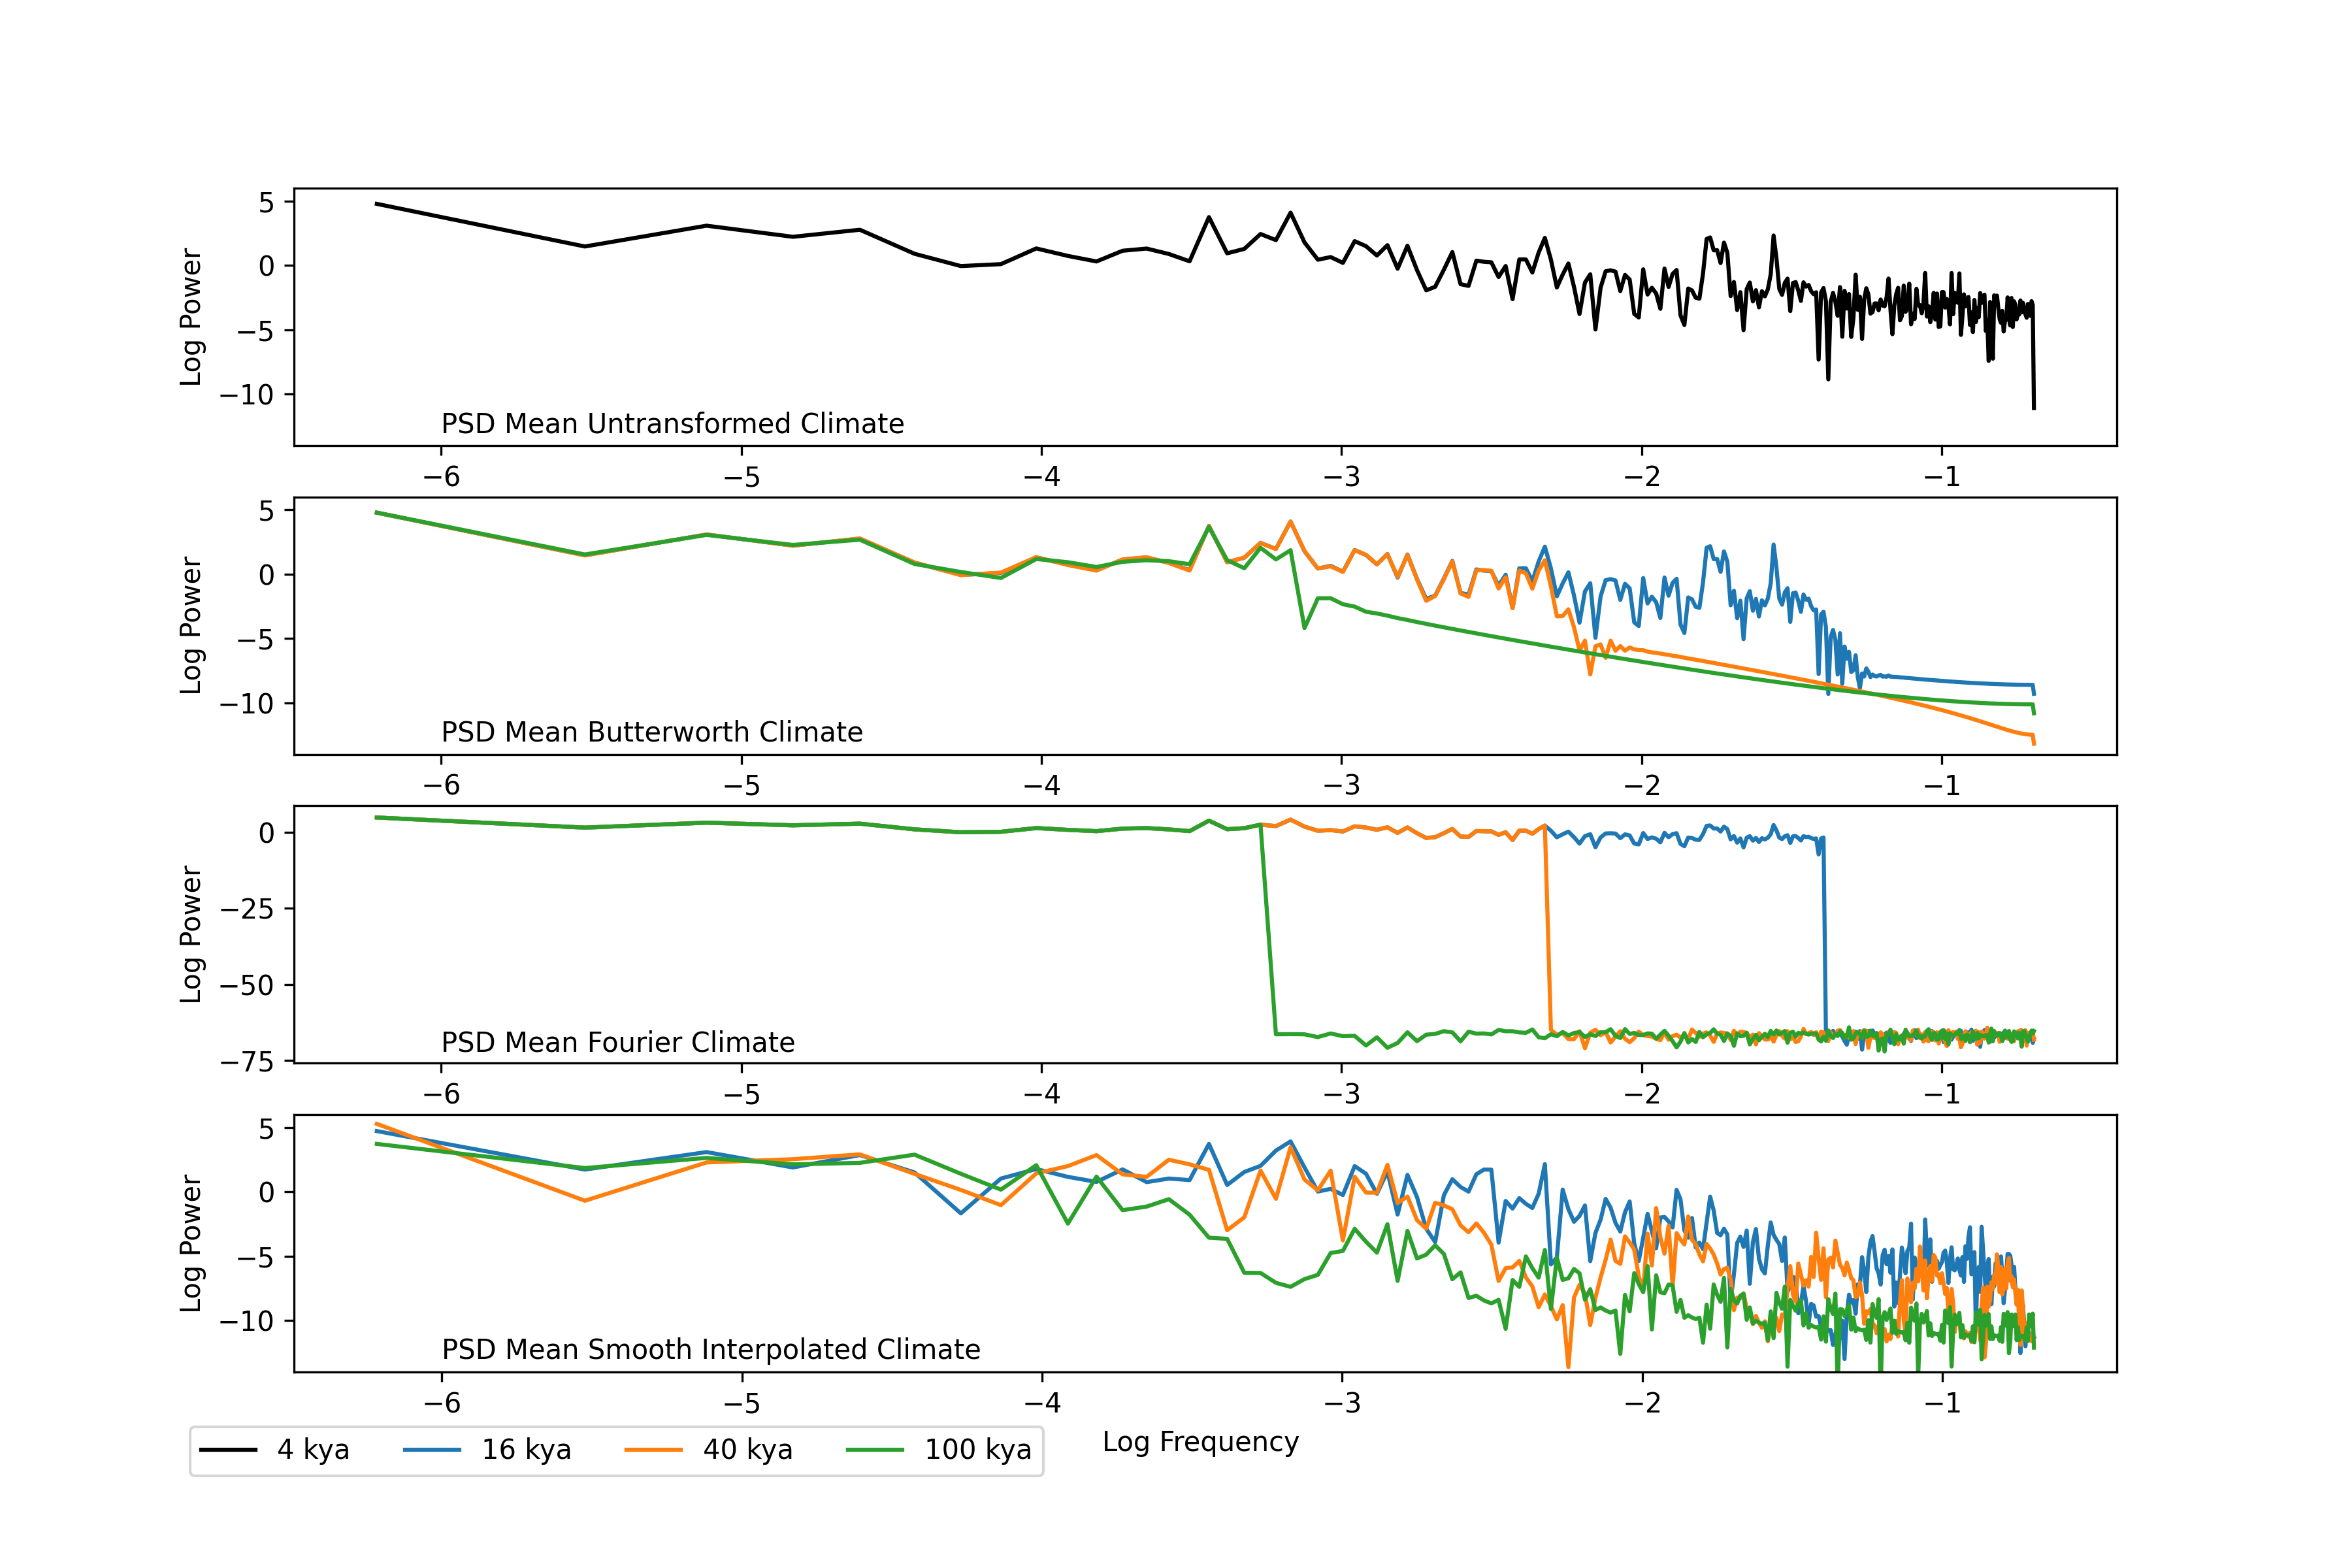 5
0
−5
−10
Log Power
PSD Mean Untransformed Climate
−6 −5 −4 −3 −2 −1
5
0
−5
−10
Log Power
PSD Mean Butterworth Climate
−6 −5 −4 −3 −2 −1
0
−25
−50
−75
Log Power
PSD Mean Fourier Climate
−6 −5 −4 −3 −2 −1
5
0
−5
−10
Log Power
PSD Mean Smooth Interpolated Climate
−6 −5 −4 −3 −2 −1
Log Frequency
4 kya 16 kya 40 kya 100 kya